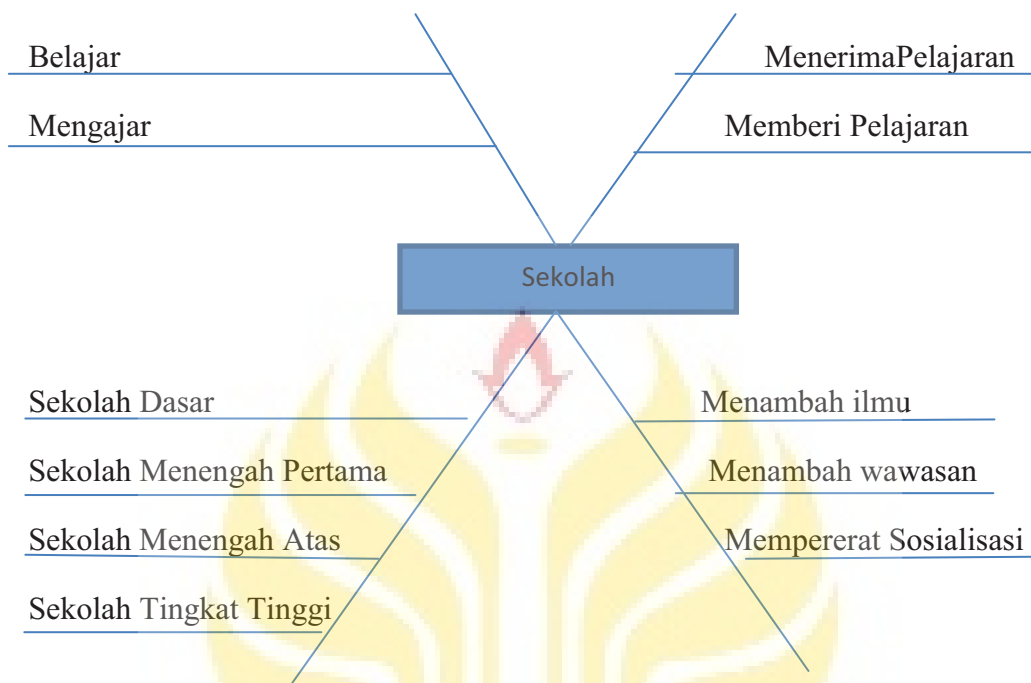 Belajar
MenerimaPelajaran
Mengajar
Memberi Pelajaran
Sekolah
Sekolah Dasar
Menambah ilmu
Sekolah Menengah Pertama
Menambah wawasan
Sekolah Menengah Atas
Mempererat Sosialisasi
Sekolah Tingkat Tinggi